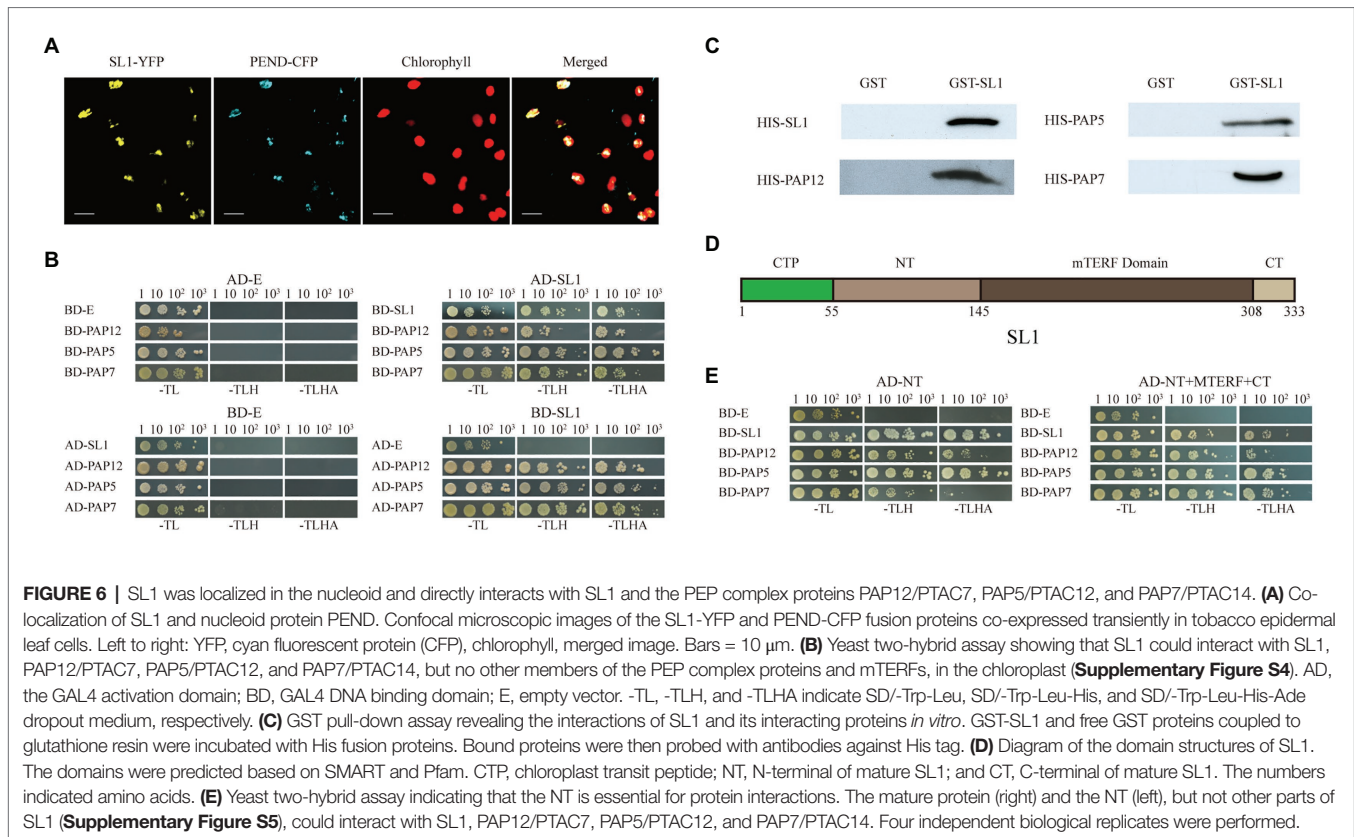 A
SL1-YFP PEND-CFP Chlorophyll Merged
B
AD-E
1 10 10² 10³ 1 10 10² 10³ 1 10 10² 10³
BD-E
BD-PAP12
BD-PAP5
BD-PAP7
-TL -TLH -TLHA
AD-SL1
1 10 10² 10³ 1 10 10² 10³ 1 10 10² 10³
BD-SL1
BD-PAP12
BD-PAP5
BD-PAP7
-TL -TLH -TLHA
BD-E
1 10 10² 10³ 1 10 10² 10³ 1 10 10² 10³
AD-SL1
AD-PAP12
AD-PAP5
AD-PAP7
-TL -TLH -TLHA
BD-SL1
1 10 10² 10³ 1 10 10² 10³ 1 10 10² 10³
AD-E
AD-PAP12
AD-PAP5
AD-PAP7
-TL -TLH -TLHA
C
GST GST-SL1
HIS-SL1
HIS-PAP12
GST GST-SL1
HIS-PAP5
HIS-PAP7
D
CTP NT mTERF Domain CT
1 55 145 308 333
SL1
E
AD-NT
1 10 10² 10³ 1 10 10² 10³ 1 10 10² 10³
BD-E
BD-SL1
BD-PAP12
BD-PAP5
BD-PAP7
-TL -TLH -TLHA
AD-NT+MTERF+CT
1 10 10² 10³ 1 10 10² 10³ 1 10 10² 10³
BD-E
BD-SL1
BD-PAP12
BD-PAP5
BD-PAP7
-TL -TLH -TLHA
FIGURE 6 | SL1 was localized in the nucleoid and directly interacts with SL1 and the PEP complex proteins PAP12/PTAC7, PAP5/PTAC12, and PAP7/PTAC14. (A) Co-
localization of SL1 and nucleoid protein PEND. Confocal microscopic images of the SL1-YFP and PEND-CFP fusion proteins co-expressed transiently in tobacco epidermal
leaf cells. Left to right: YFP, cyan fluorescent protein (CFP), chlorophyll, merged image. Bars = 10 μm. (B) Yeast two-hybrid assay showing that SL1 could interact with SL1,
PAP12/PTAC7, PAP5/PTAC12, and PAP7/PTAC14, but no other members of the PEP complex proteins and mTERFs, in the chloroplast (Supplementary Figure S4). AD,
the GAL4 activation domain; BD, GAL4 DNA binding domain; E, empty vector. -TL, -TLH, and -TLHA indicate SD/-Trp-Leu, SD/-Trp-Leu-His, and SD/-Trp-Leu-His-Ade
dropout medium, respectively. (C) GST pull-down assay revealing the interactions of SL1 and its interacting proteins in vitro. GST-SL1 and free GST proteins coupled to
glutathione resin were incubated with His fusion proteins. Bound proteins were then probed with antibodies against His tag. (D) Diagram of the domain structures of SL1.
The domains were predicted based on SMART and Pfam. CTP, chloroplast transit peptide; NT, N-terminal of mature SL1; and CT, C-terminal of mature SL1. The numbers
indicated amino acids. (E) Yeast two-hybrid assay indicating that the NT is essential for protein interactions. The mature protein (right) and the NT (left), but not other parts of
SL1 (Supplementary Figure S5), could interact with SL1, PAP12/PTAC7, PAP5/PTAC12, and PAP7/PTAC14. Four independent biological replicates were performed.